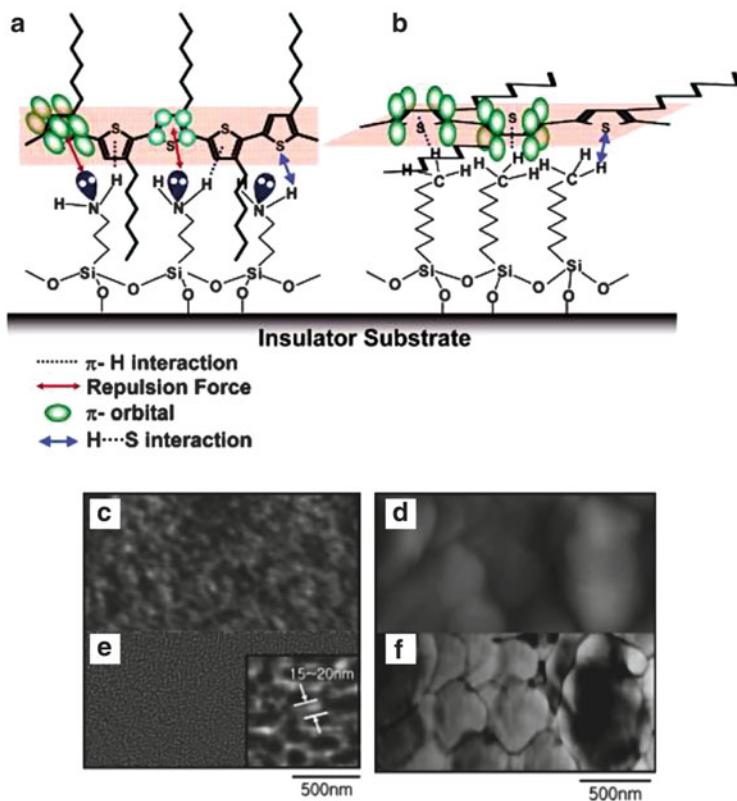 a
b
S
S
S
S
S
S
S
S
H
H
H
H
H
H
N
N
N
H
H
H
H
H
H
H
C
C
C
H
Si
Si
Si
Si
Si
Si
O
O
O
O
O
O
O
O
O
O
O
O
O
O
Insulator Substrate
π- H interaction
Repulsion Force
π- orbital
H····S interaction
c
d
e
f
15~20nm
500nm
500nm